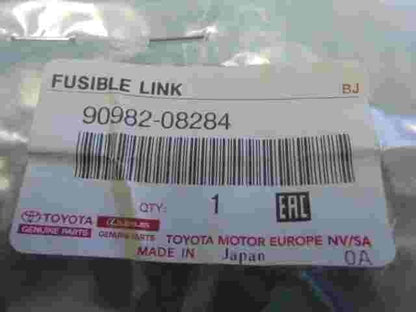 FUSIBLE LINK BJ
90982-08284
QTY: 1 EAC
TOYOTA LEXUS
GENUINE PARTS GENUINE PARTS TOYOTA MOTOR EUROPE NV/SA
MADE IN Japan 0A